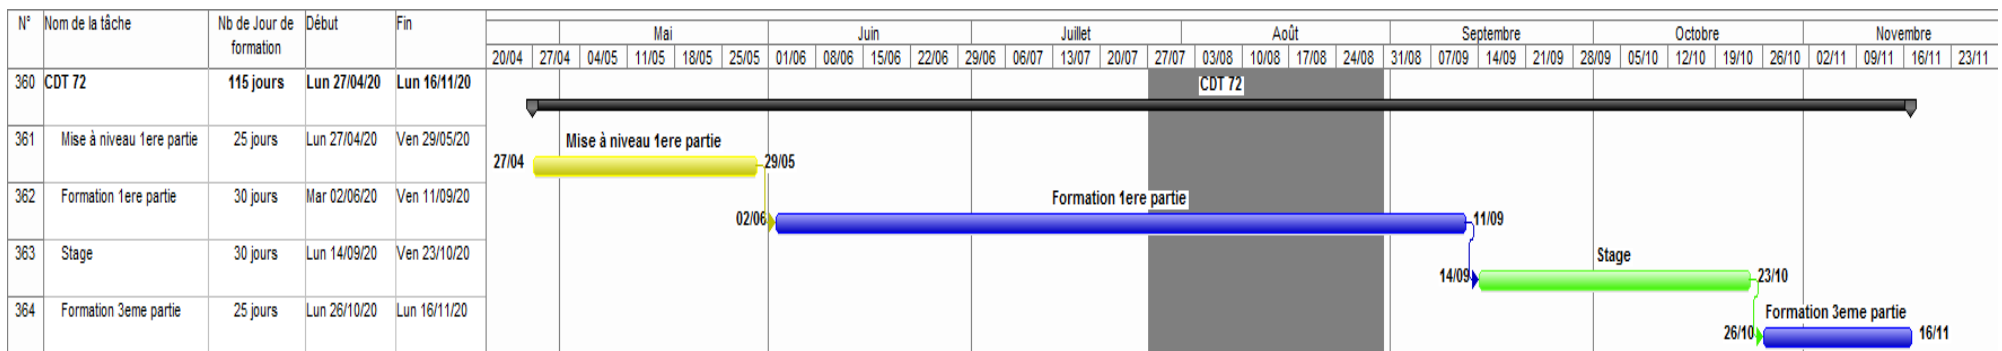 N° Nom de la tâche Nb de Jour de formation Début Fin
Mai Juin Juillet Août Septembre Octobre Novembre
20/04 27/04 04/05 11/05 18/05 25/05 01/06 08/06 15/06 22/06 29/06 06/07 13/07 20/07 27/07 03/08 10/08 17/08 24/08 31/08 07/09 14/09 21/09 28/09 05/10 12/10 19/10 26/10 02/11 09/11 16/11 23/11
360 CDT 72 115 jours Lun 27/04/20 Lun 16/11/20
CDT 72
361 Mise à niveau 1ere partie 25 jours Lun 27/04/20 Ven 29/05/20
Mise à niveau 1ere partie
27/04 29/05
362 Formation 1ere partie 30 jours Mar 02/06/20 Ven 11/09/20
Formation 1ere partie
02/06 11/09
363 Stage 30 jours Lun 14/09/20 Ven 23/10/20
Stage
14/09 23/10
364 Formation 3eme partie 25 jours Lun 26/10/20 Lun 16/11/20
Formation 3eme partie
26/10 16/11